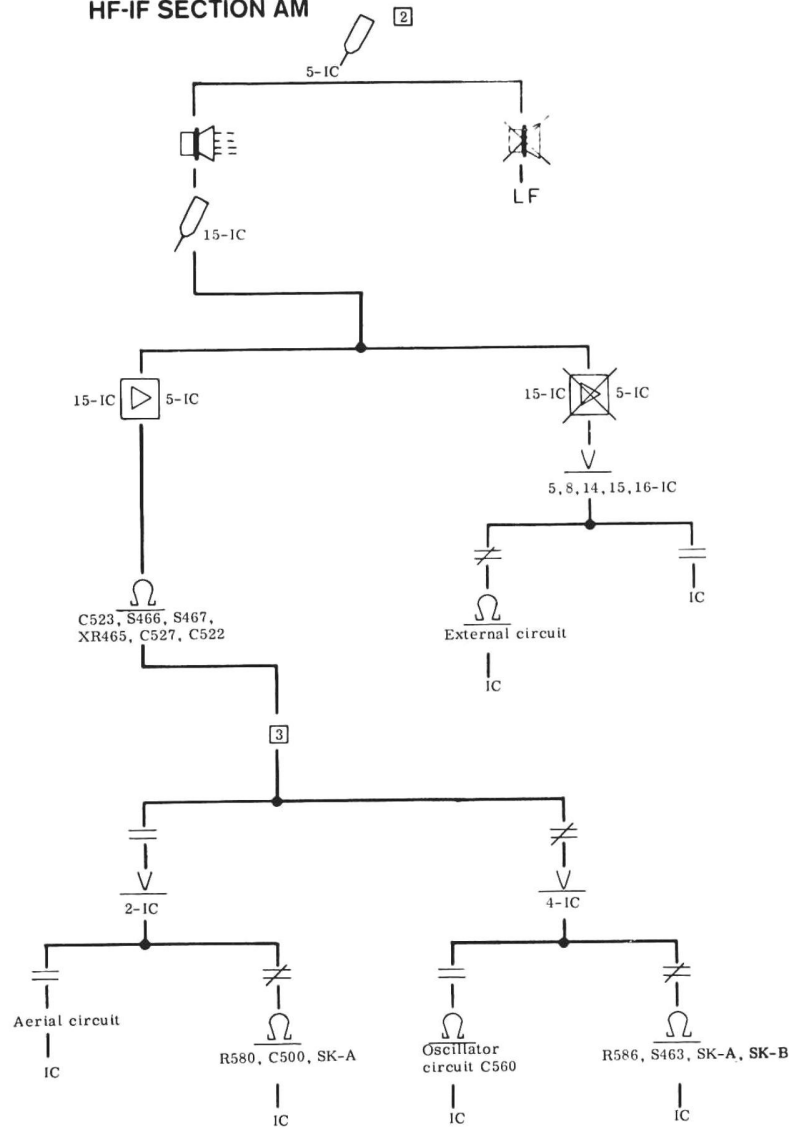 HF-IF SECTION AM
2
5-IC
LF
15-IC
15-IC
5-IC
15-IC
5-IC
5,8,14,15,16-IC
IC
C523, S466, S467,
XR465, C527, C522
External circuit
IC
3
2-IC
4-IC
Aerial circuit
IC
R580, C500, SK-A
IC
Oscillator
circuit C560
IC
R586, S463, SK-A, SK-B
IC